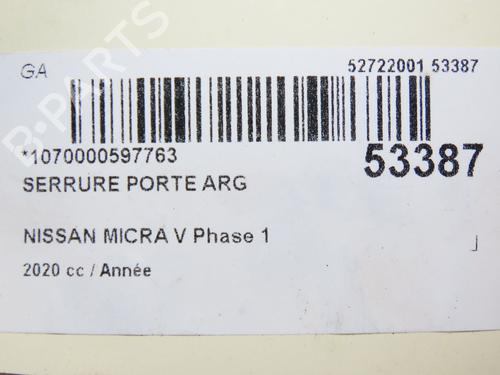 GA
52722001 53387
*1070000597763
53387
SERRURE PORTE ARG
NISSAN MICRA V Phase 1
J
2020 cc / Année
B-PARTS